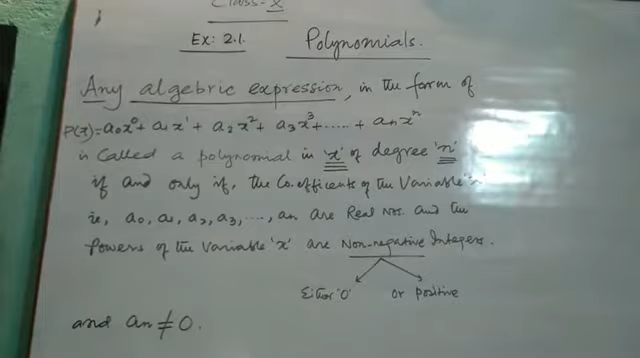 Class-X
Ex: 2.1. Polynomials.
Any algebric expression, in the form of
P(x)=a₀x⁰+ a₁x¹ + a₂x² + a₃x³+.....+ aₙxⁿ
is called a polynomial in 'x' of degree 'n'
if and only if, the Co.efficents of the Variable 'x'
ie, a₀, a₁, a₂, a₃, ...., aₙ are Real Nos. and the
Powers of the Variable 'x' are Non-negative Integers.
Either '0' or positive
and aₙ ≠ 0.